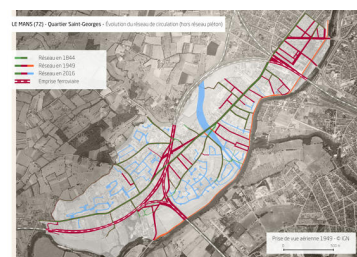 LE MANS (72) - Quartier Saint-Georges - Évolution du réseau de circulation (hors réseau piéton)
Réseau en 1844
Réseau en 1949
Réseau en 2016
Emprise ferroviaire
Prise de vue aérienne 1949 - © IGN
0